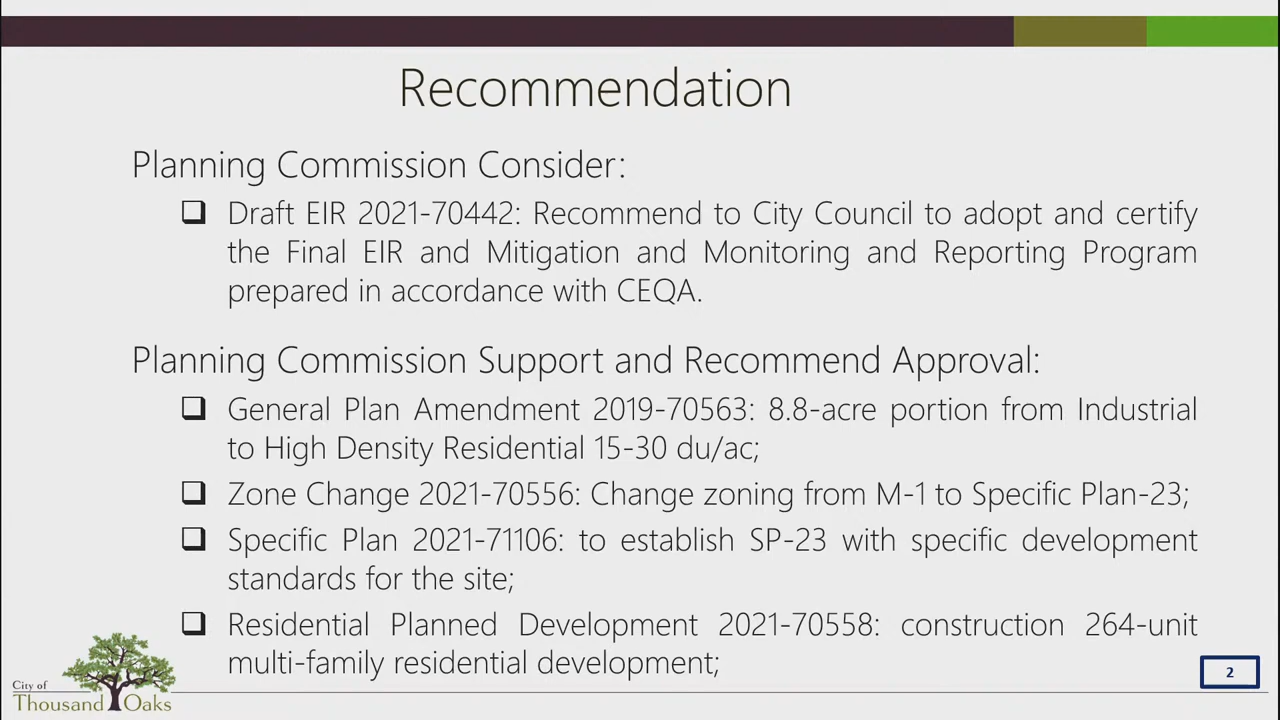 Recommendation
Planning Commission Consider:
Draft EIR 2021-70442: Recommend to City Council to adopt and certify
the Final EIR and Mitigation and Monitoring and Reporting Program
prepared in accordance with CEQA.
Planning Commission Support and Recommend Approval:
General Plan Amendment 2019-70563: 8.8-acre portion from Industrial
to High Density Residential 15-30 du/ac;
Zone Change 2021-70556: Change zoning from M-1 to Specific Plan-23;
Specific Plan 2021-71106: to establish SP-23 with specific development
standards for the site;
Residential Planned Development 2021-70558: construction 264-unit
multi-family residential development;
City of
Thousand Oaks
2